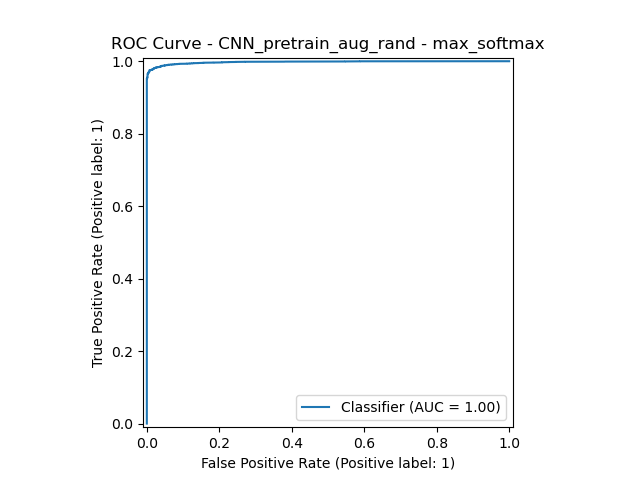 ROC Curve - CNN_pretrain_aug_rand - max_softmax
1.0
0.8
0.6
0.4
0.2
0.0
True Positive Rate (Positive label: 1)
Classifier (AUC = 1.00)
0.0 0.2 0.4 0.6 0.8 1.0
False Positive Rate (Positive label: 1)